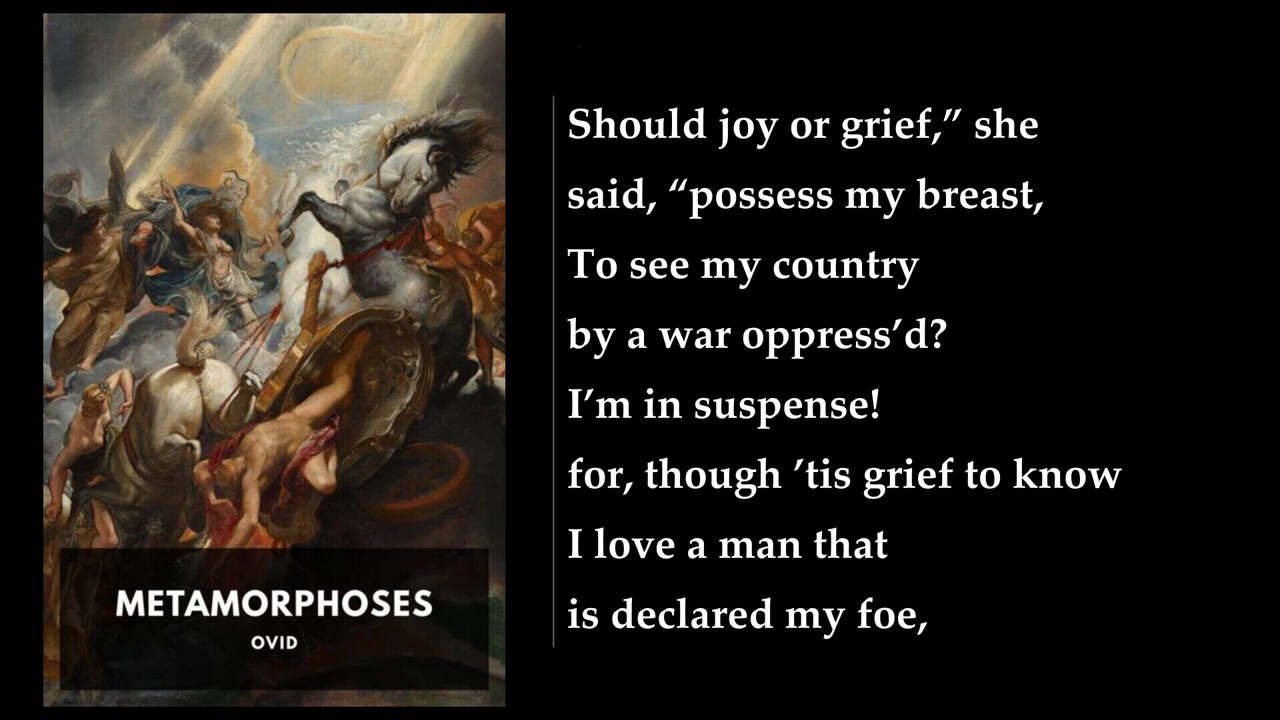 METAMORPHOSES
OVID
Should joy or grief,” she
said, “possess my breast,
To see my country
by a war oppress’d?
I’m in suspense!
for, though ’tis grief to know
I love a man that
is declared my foe,